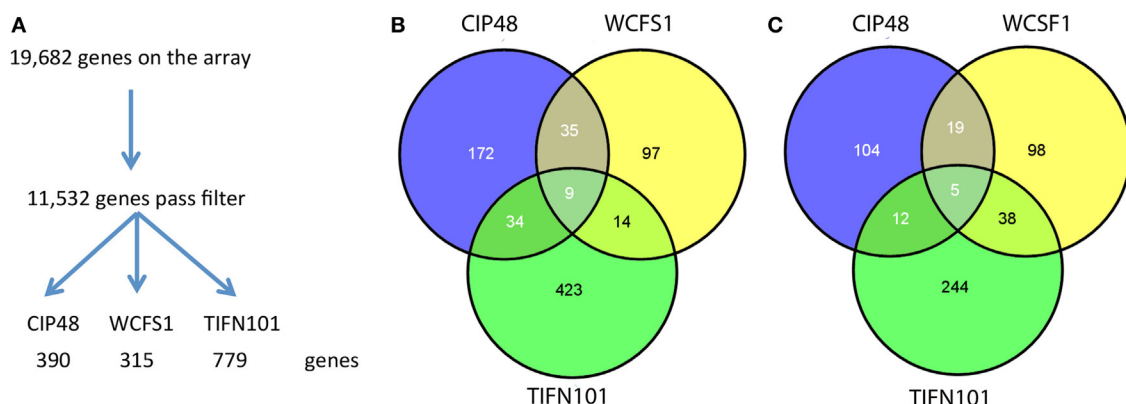 A
19,682 genes on the array
11,532 genes pass filter
CIP48 WCFS1 TIFN101
390 315 779 genes
B
CIP48 WCFS1
35
172 97
9
34 14
423
TIFN101
C
CIP48 WCSF1
19
104 98
5
12 38
244
TIFN101